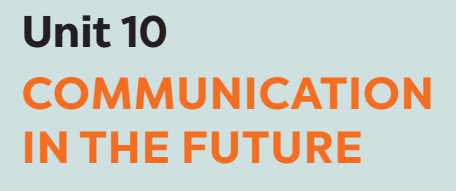 Unit 10
COMMUNICATION
IN THE FUTURE